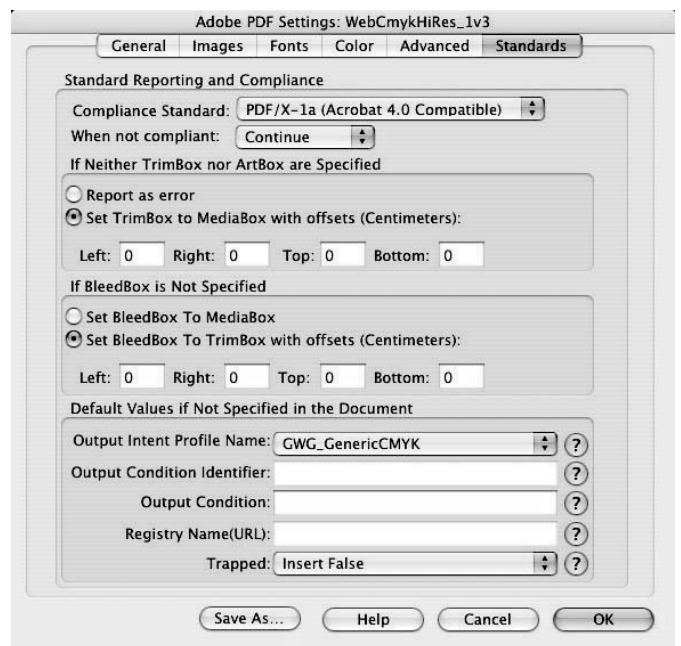 Adobe PDF Settings: WebCmykHiRes_1v3
General Images Fonts Color Advanced Standards
Standard Reporting and Compliance
Compliance Standard: PDF/X-1a (Acrobat 4.0 Compatible)
When not compliant: Continue
If Neither TrimBox nor ArtBox are Specified
Report as error
Set TrimBox to MediaBox with offsets (Centimeters):
Left: 0 Right: 0 Top: 0 Bottom: 0
If BleedBox is Not Specified
Set BleedBox To MediaBox
Set BleedBox To TrimBox with offsets (Centimeters):
Left: 0 Right: 0 Top: 0 Bottom: 0
Default Values if Not Specified in the Document
Output Intent Profile Name: GWG_GenericCMYK ?
Output Condition Identifier: ?
Output Condition: ?
Registry Name(URL): ?
Trapped: Insert False ?
Save As... Help Cancel OK